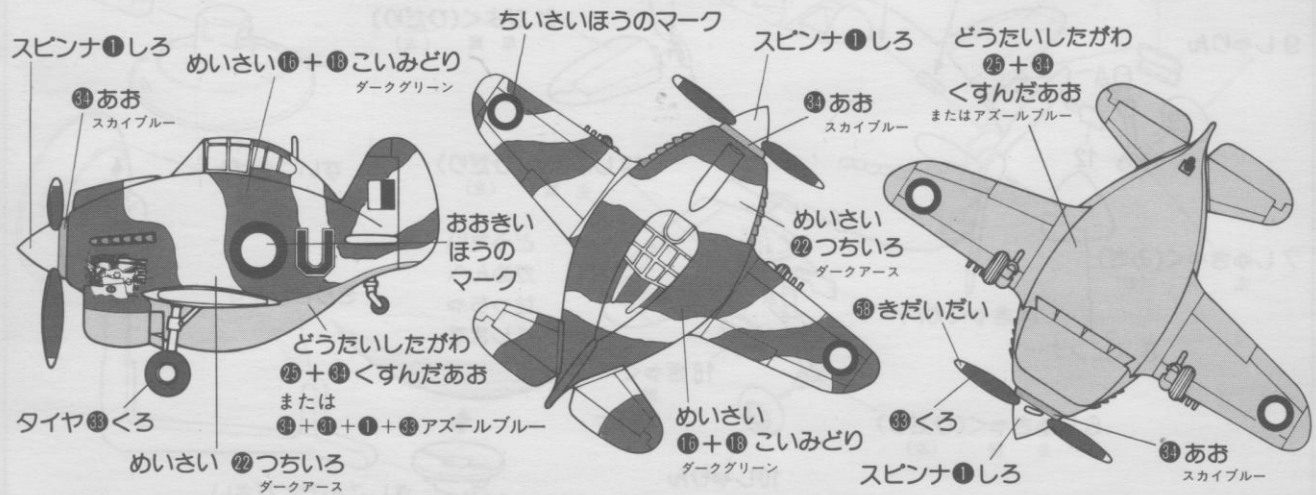 スピンナ❶しろ
㉞あお
スカイブルー
めいさい⓰+⓲こいみどり
ダークグリーン
おおきい
ほうの
マーク
U
どうたいしたがわ
㉕+㉞くすんだあお
または
㉞+㉛+❶+㉝アズールブルー
タイヤ㉝くろ
めいさい ㉒つちいろ
ダークアース
ちいさいほうのマーク
スピンナ❶しろ
㉞あお
スカイブルー
めいさい
㉒つちいろ
ダークアース
めいさい
⓰+⓲こいみどり
ダークグリーン
どうたいしたがわ
㉕+㉞
くすんだあお
またはアズールブルー
㊽きだいだい
㉝くろ
スピンナ❶しろ
㉞あお
スカイブルー